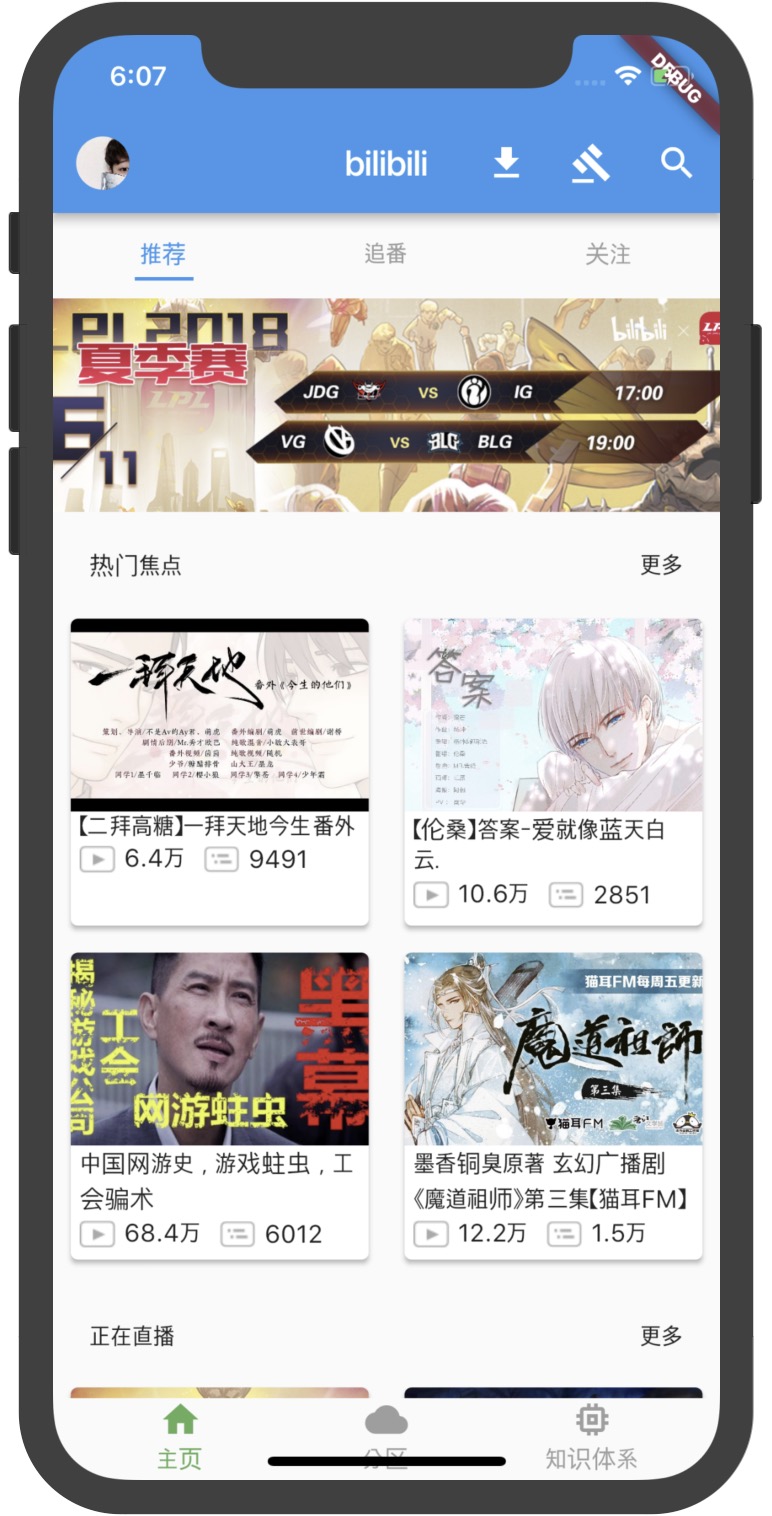 6:07
DEBUG
bilibili
推荐
追番
关注
LPL 2018
夏季赛
LPL
6/11
bilibili ×
JDG VS IG 17:00
VG VS BLG BLG 19:00
热门焦点
更多
一拜天地
番外《今生的他们》
答案
【二拜高糖】一拜天地今生番外
6.4万 9491
【伦桑】答案-爱就像蓝天白
云.
10.6万 2851
揭秘游戏公司
工会
黑幕
网游蛀虫
猫耳FM每周五更新
魔道祖師
第三集
猫耳FM
中国网游史，游戏蛀虫，工
会骗术
68.4万 6012
墨香铜臭原著 玄幻广播剧
《魔道祖师》第三集【猫耳FM】
12.2万 1.5万
正在直播
更多
主页
分区
知识体系